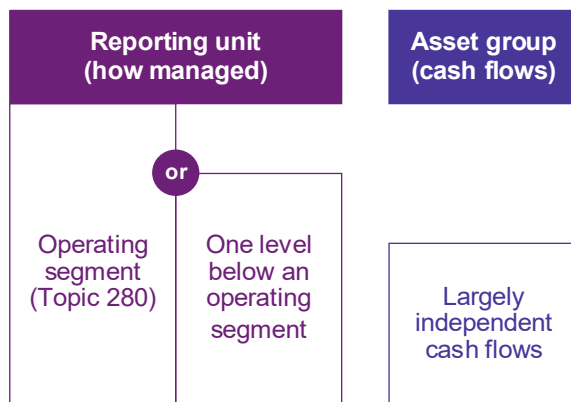 Reporting unit
(how managed)
Asset group
(cash flows)
or
Operating
segment
(Topic 280)
One level
below an
operating
segment
Largely
independent
cash flows